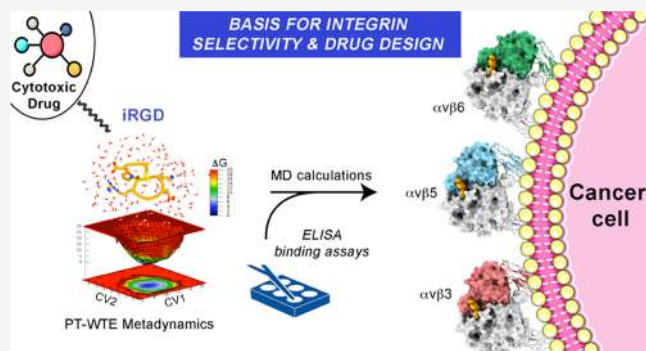 BASIS FOR INTEGRIN
SELECTIVITY & DRUG DESIGN
Cytotoxic
Drug
iRGD
ΔG
MD calculations
ELISA
binding assays
CV2
CV1
PT-WTE Metadynamics
αvβ6
αvβ5
αvβ3
Cancer
cell